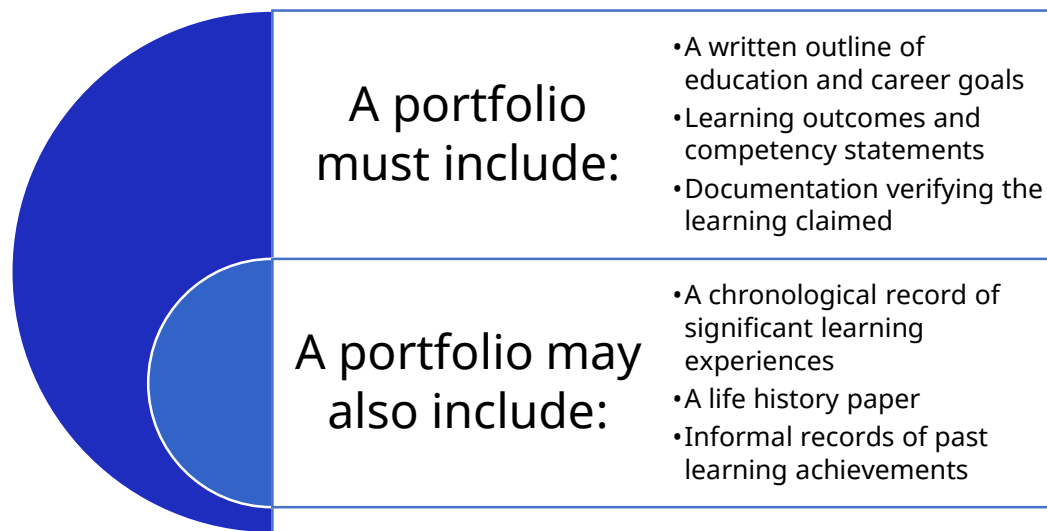 A portfolio
must include:
•A written outline of
education and career goals
•Learning outcomes and
competency statements
•Documentation verifying the
learning claimed
A portfolio may
also include:
•A chronological record of
significant learning
experiences
•A life history paper
•Informal records of past
learning achievements